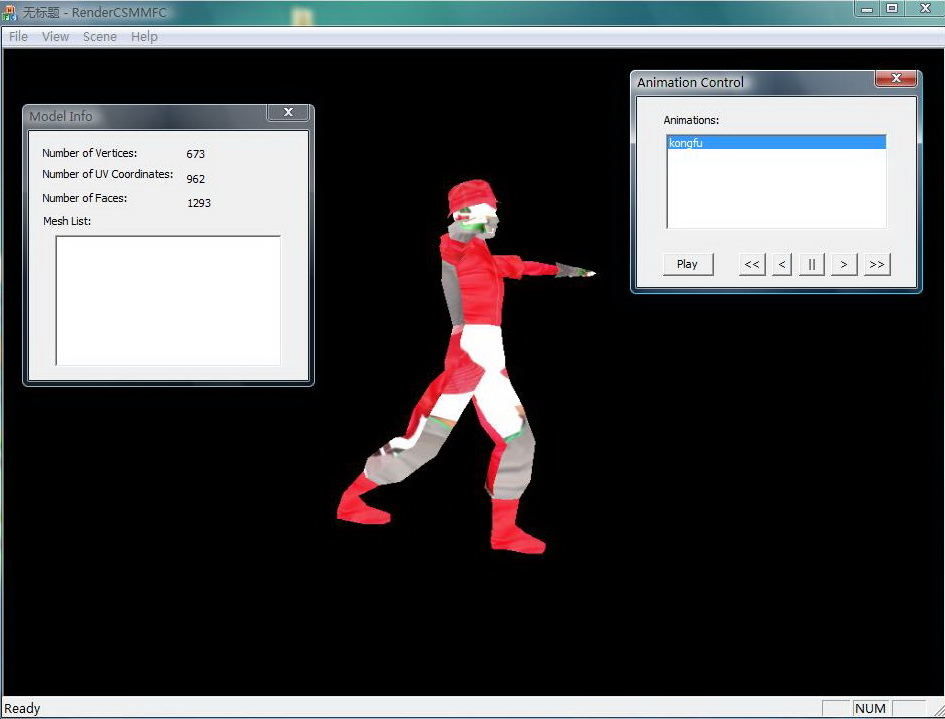 无标题 - RenderCSMMFC
File View Scene Help
Model Info
Number of Vertices: 673
Number of UV Coordinates: 962
Number of Faces: 1293
Mesh List:
Animation Control
Animations:
kongfu
Play << < || > >>
Ready NUM